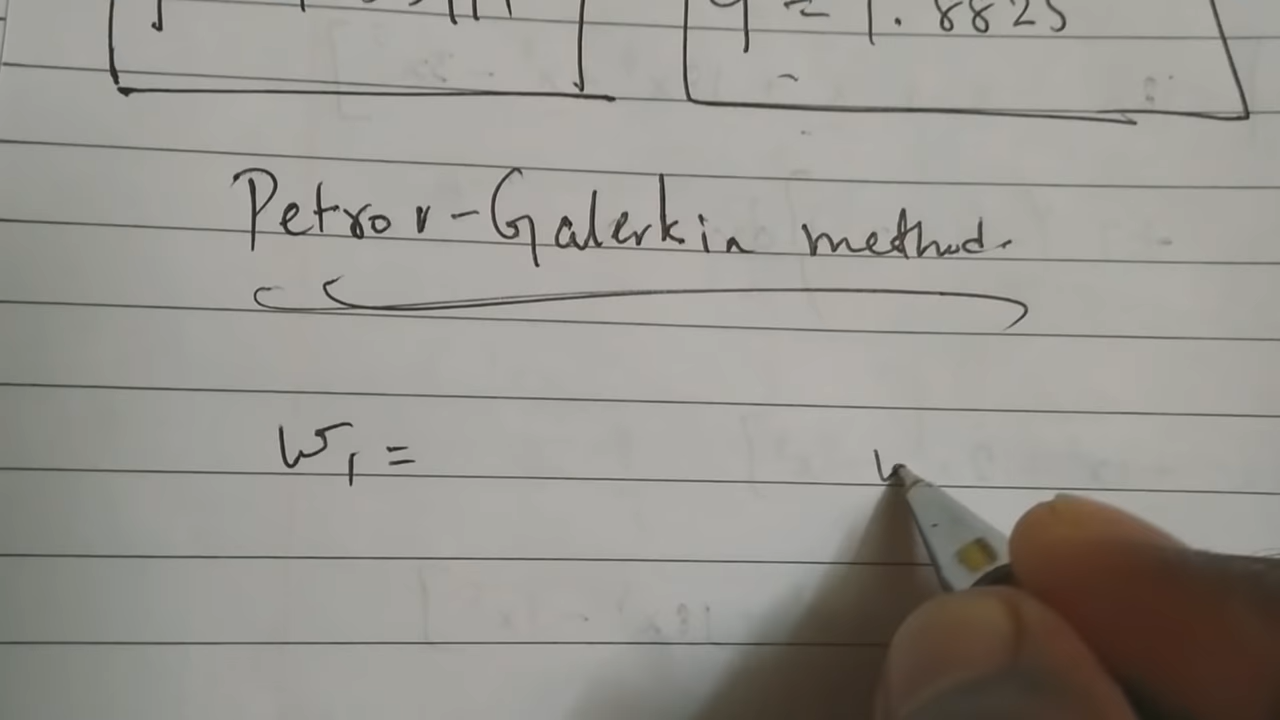 = 1.8825
Petrov-Galerkin method.
w₁ =